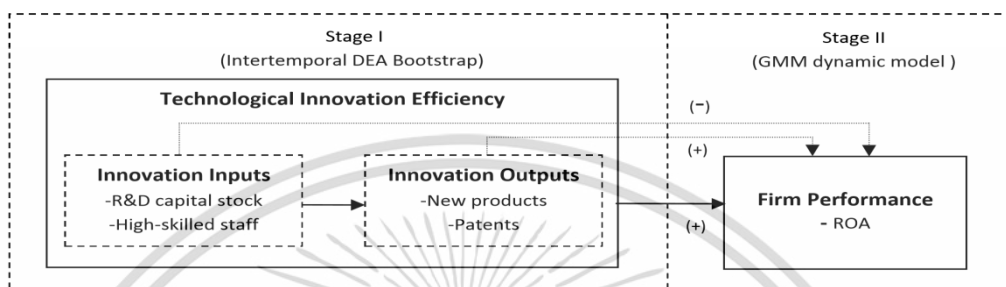 Stage I
(Intertemporal DEA Bootstrap)
Stage II
(GMM dynamic model )
Technological Innovation Efficiency
(−)
(+)
Innovation Inputs
-R&D capital stock
-High-skilled staff
Innovation Outputs
-New products
-Patents
(+)
Firm Performance
- ROA